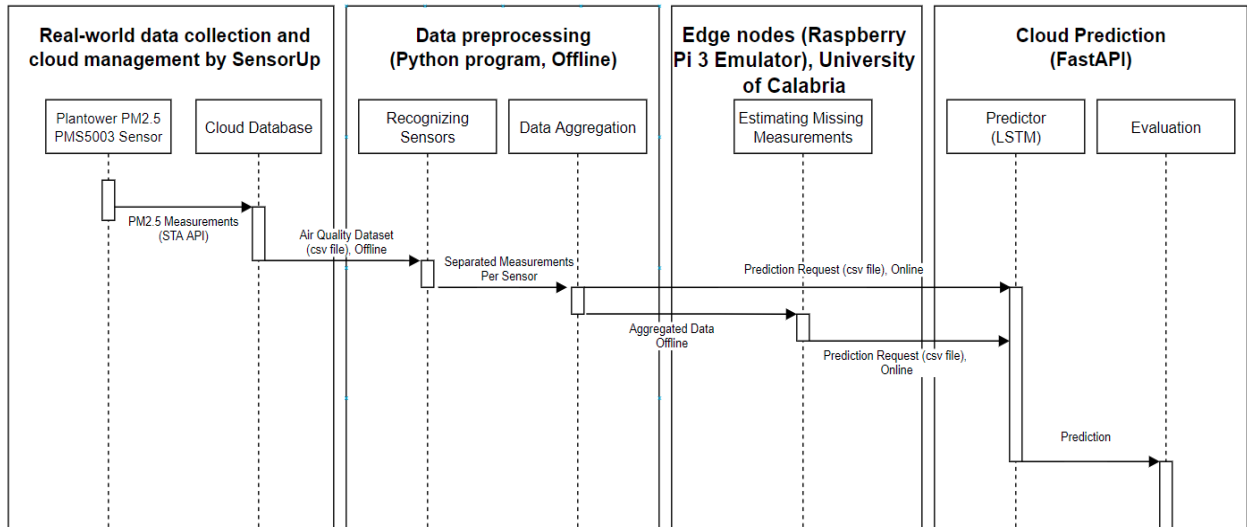 Real-world data collection and
cloud management by SensorUp
Data preprocessing
(Python program, Offline)
Edge nodes (Raspberry
Pi 3 Emulator), University
of Calabria
Cloud Prediction
(FastAPI)
Plantower PM2.5
PMS5003 Sensor
Cloud Database
Recognizing
Sensors
Data Aggregation
Estimating Missing
Measurements
Predictor
(LSTM)
Evaluation
PM2.5 Measurements
(STA API)
Air Quality Dataset
(csv file), Offline
Separated Measurements
Per Sensor
Prediction Request (csv file), Online
Aggregated Data
Offline
Prediction Request (csv file),
Online
Prediction